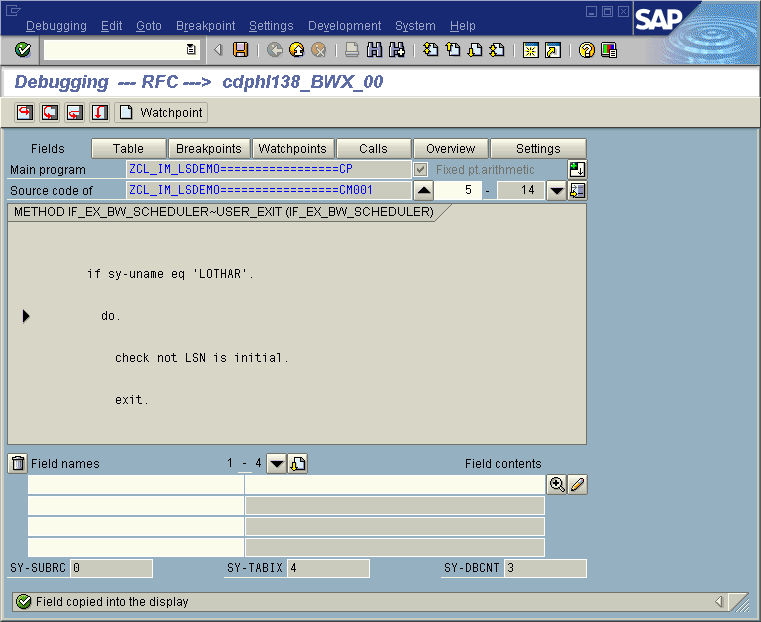 Debugging Edit Goto Breakpoint Settings Development System Help
SAP
Debugging --- RFC ---> cdphl138_BWX_00
Watchpoint
Fields Table Breakpoints Watchpoints Calls Overview Settings
Main program ZCL_IM_LSDEMO=================CP Fixed pt.arithmetic
Source code of ZCL_IM_LSDEMO=================CM001 5 - 14
METHOD IF_EX_BW_SCHEDULER~USER_EXIT (IF_EX_BW_SCHEDULER)
if sy-uname eq 'LOTHAR'.
do.
check not LSN is initial.
exit.
Field names 1 - 4 Field contents
SY-SUBRC 0 SY-TABIX 4 SY-DBCNT 3
Field copied into the display